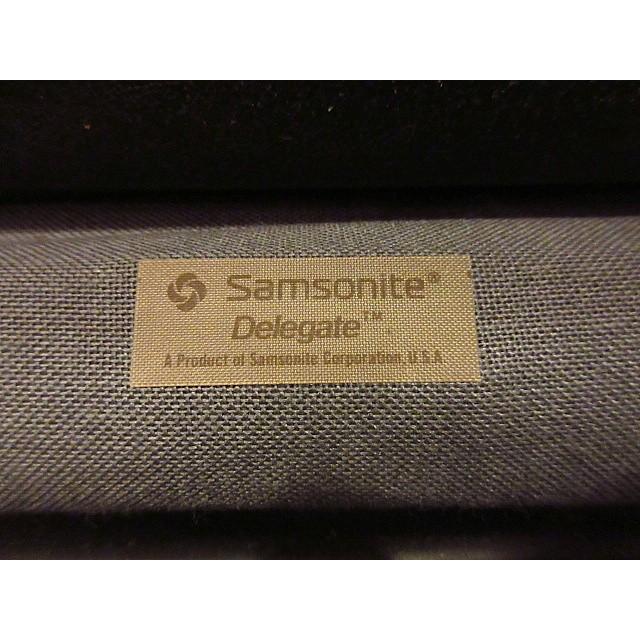 Samsonite®
Delegate™
A Product of Samsonite Corporation, U.S.A